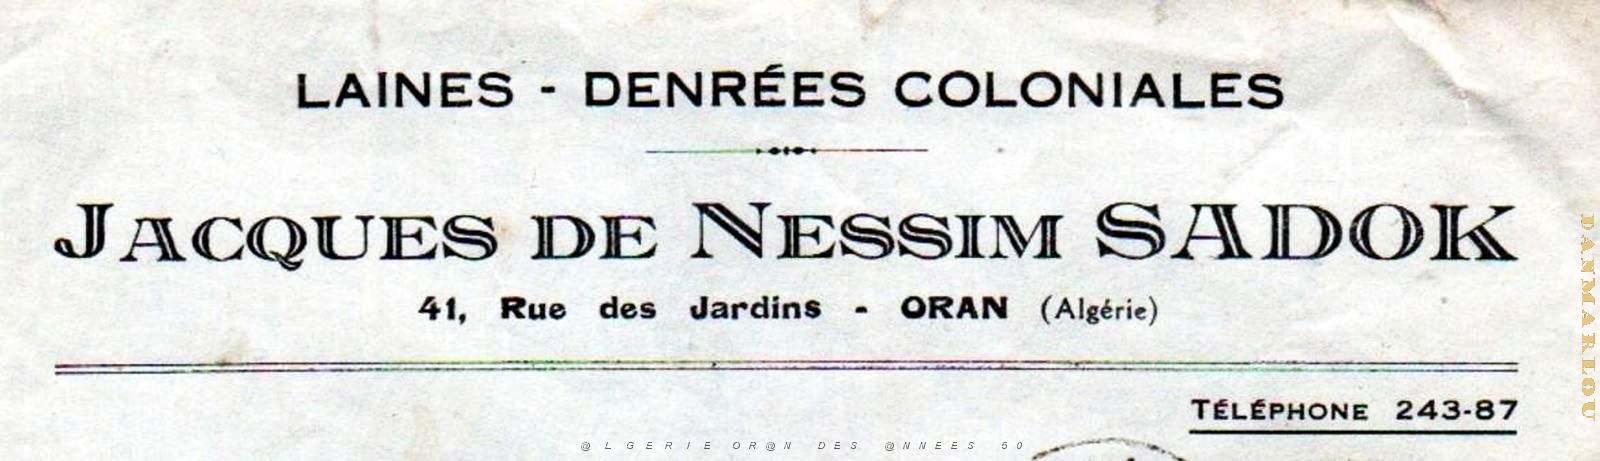 LAINES - DENRÉES COLONIALES
JACQUES DE NESSIM SADOK
41, Rue des Jardins - ORAN (Algérie)
TÉLÉPHONE 243-87
@LGERIE OR@N DES @NNEES 50
DANMARLOU